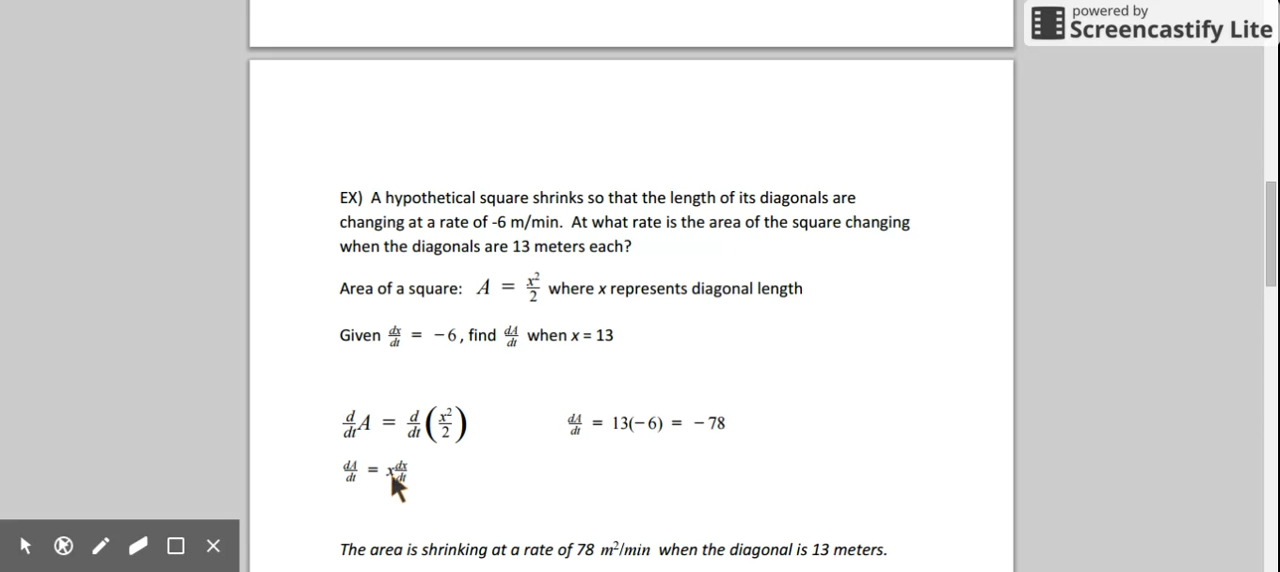 powered by
Screencastify Lite
EX) A hypothetical square shrinks so that the length of its diagonals are
changing at a rate of -6 m/min. At what rate is the area of the square changing
when the diagonals are 13 meters each?
Area of a square: A = x²/2 where x represents diagonal length
Given dx/dt = −6, find dA/dt when x = 13
d/dt A = d/dt (x²/2) dA/dt = 13(−6) = −78
dA/dt = x dx/dt
The area is shrinking at a rate of 78 m²/min when the diagonal is 13 meters.